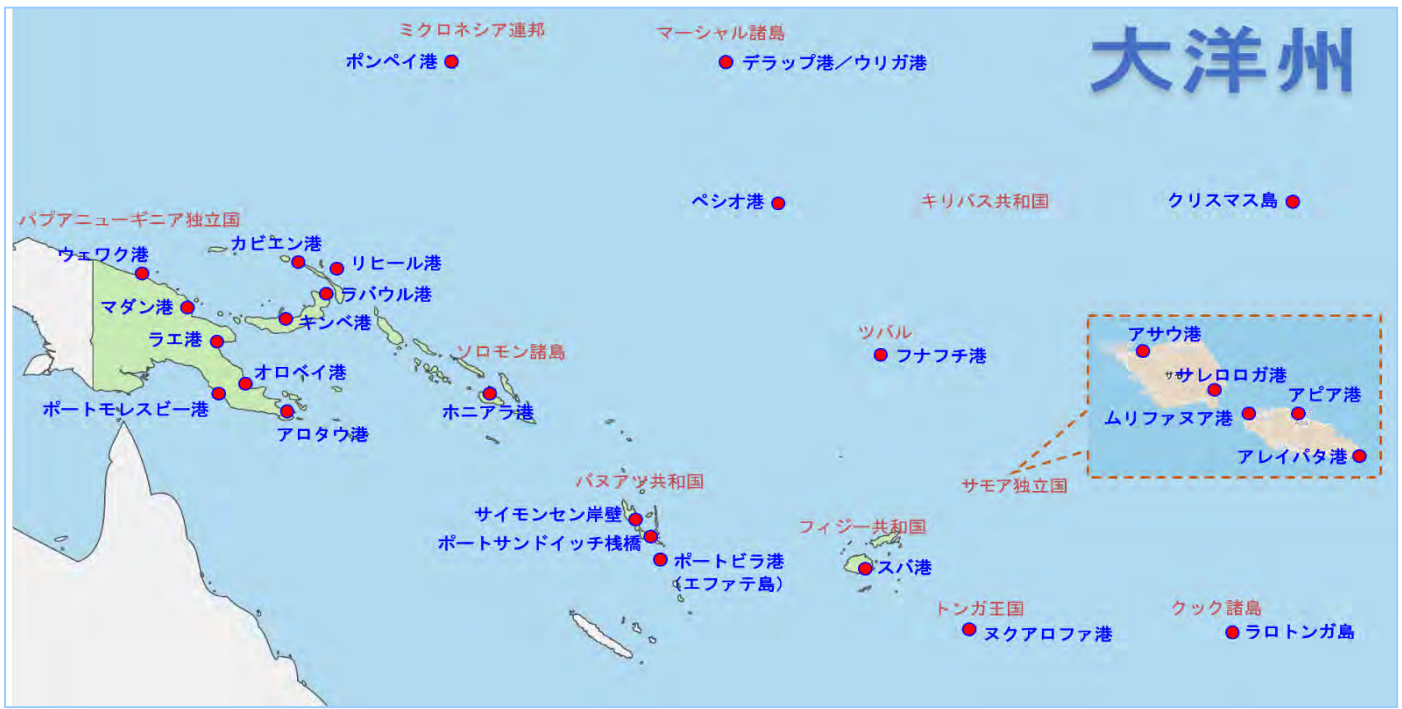 大洋州
ミクロネシア連邦
ポンペイ港
マーシャル諸島
デラップ港／ウリガ港
ペシオ港
キリバス共和国
クリスマス島
パプアニューギニア独立国
ウェワク港
カビエン港
リヒール港
マダン港
ラバウル港
キンベ港
ラエ港
オロベイ港
ポートモレスビー港
アロタウ港
ソロモン諸島
ホニアラ港
ツバル
フナフチ港
アサウ港
サレロロガ港
アピア港
ムリファヌア港
アレイパタ港
サモア独立国
バヌアツ共和国
サイモンセン岸壁
ポートサンドイッチ桟橋
ポートビラ港
（エファテ島）
フィジー共和国
スバ港
トンガ王国
ヌクアロファ港
クック諸島
ラロトンガ島